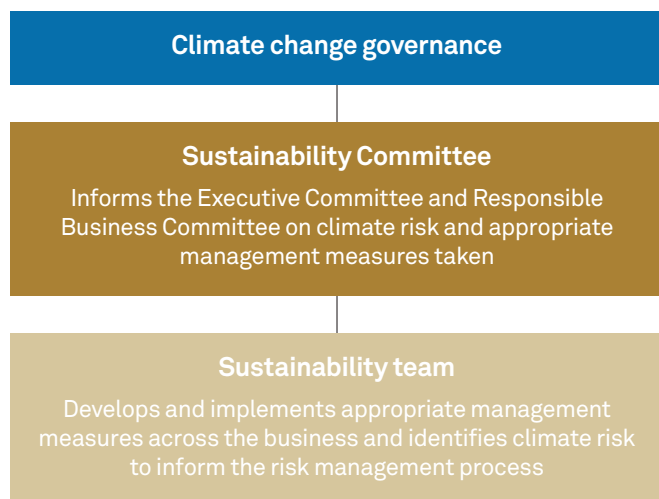 Climate change governance
Sustainability Committee
Informs the Executive Committee and Responsible
Business Committee on climate risk and appropriate
management measures taken
Sustainability team
Develops and implements appropriate management
measures across the business and identifies climate risk
to inform the risk management process